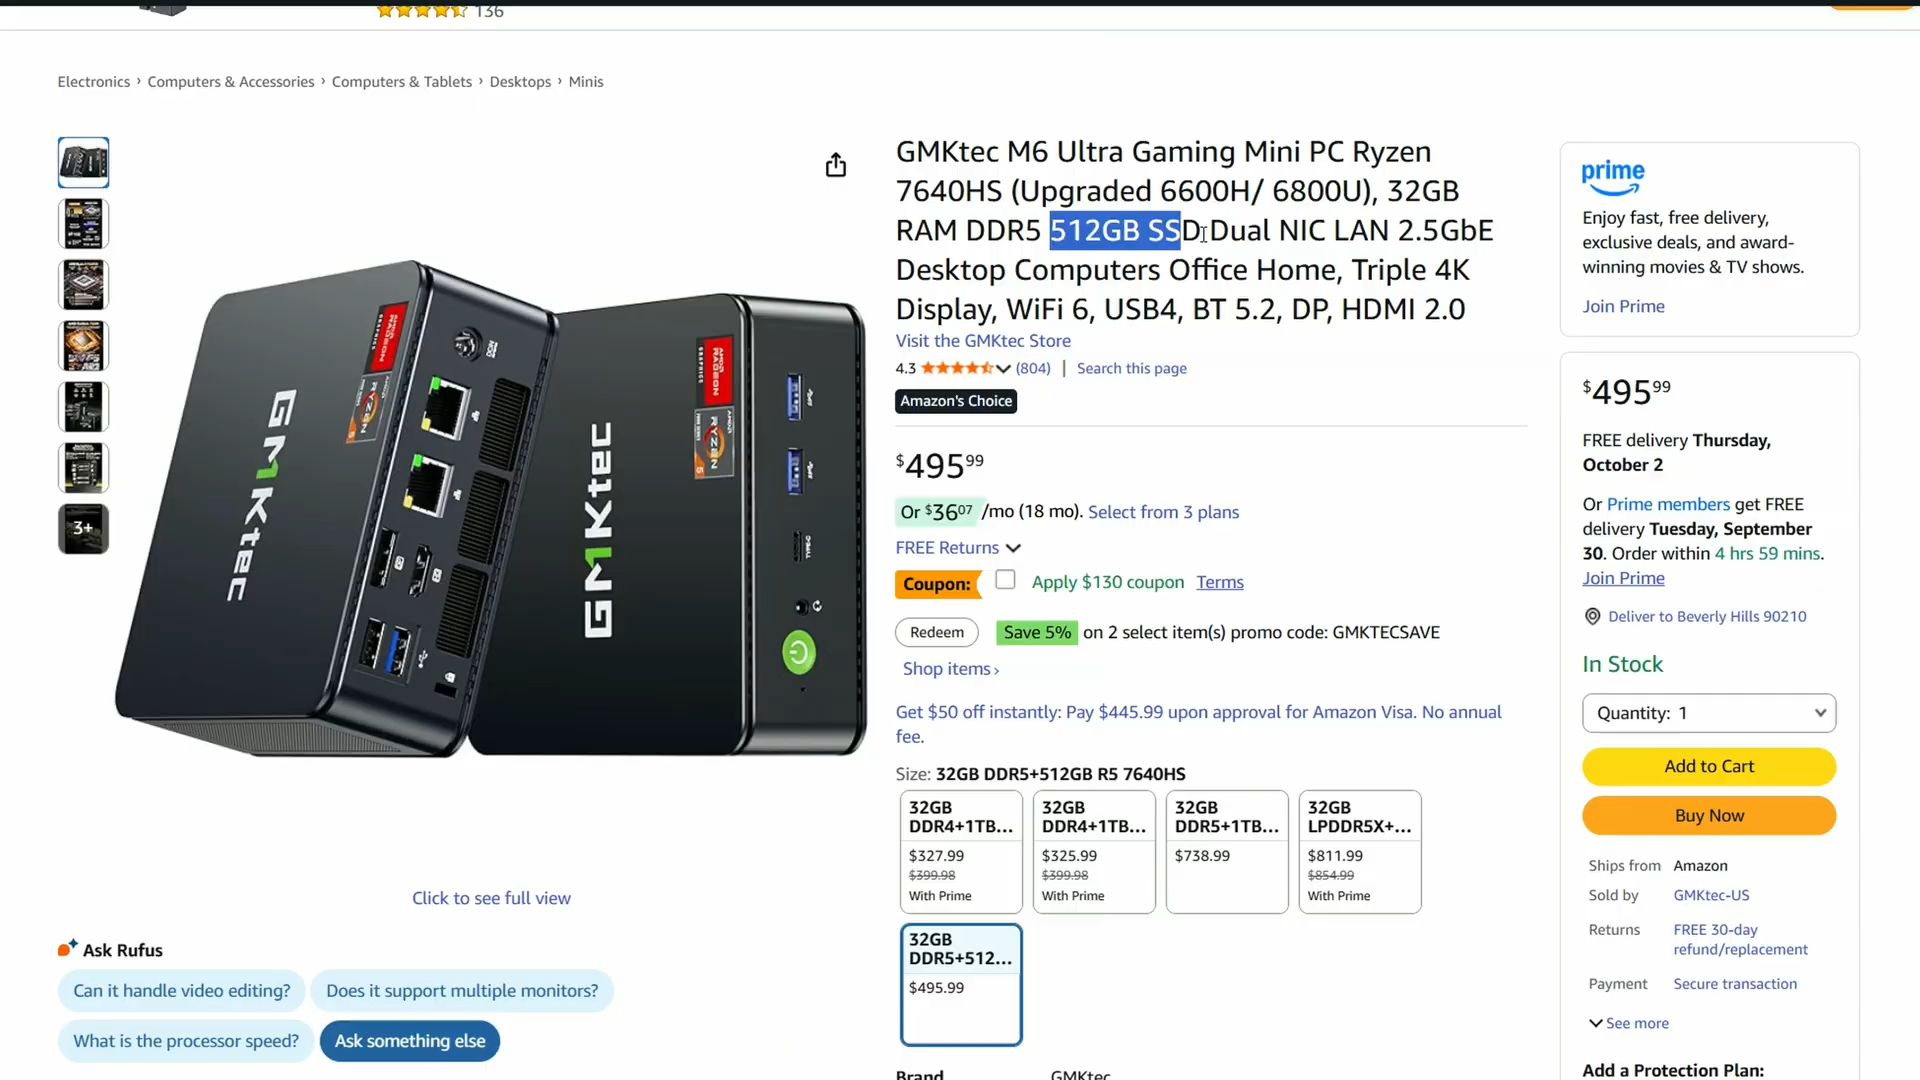 136
Electronics › Computers & Accessories › Computers & Tablets › Desktops › Minis
GMKtec M6 Ultra Gaming Mini PC Ryzen
7640HS (Upgraded 6600H/ 6800U), 32GB
RAM DDR5 512GB SSD Dual NIC LAN 2.5GbE
Desktop Computers Office Home, Triple 4K
Display, WiFi 6, USB4, BT 5.2, DP, HDMI 2.0
Visit the GMKtec Store
4.3 (804) | Search this page
Amazon's Choice
$495.99
Or $36.07 /mo (18 mo). Select from 3 plans
FREE Returns
Coupon: Apply $130 coupon Terms
Redeem Save 5% on 2 select item(s) promo code: GMKTECSAVE
Shop items ›
Get $50 off instantly: Pay $445.99 upon approval for Amazon Visa. No annual
fee.
Size: 32GB DDR5+512GB R5 7640HS
32GB
DDR4+1TB...
$327.99
$399.98
With Prime
32GB
DDR4+1TB...
$325.99
$399.98
With Prime
32GB
DDR5+1TB...
$738.99
32GB
LPDDR5X+...
$811.99
$854.99
With Prime
32GB
DDR5+512...
$495.99
Brand GMKtec
3+
GMKtec
AMD
RADEON
GRAPHICS
AMD
RYZEN
5
GMKtec
AMD
RADEON
GRAPHICS
AMD
RYZEN
5
Click to see full view
Ask Rufus
Can it handle video editing?
Does it support multiple monitors?
What is the processor speed?
Ask something else
prime
Enjoy fast, free delivery,
exclusive deals, and award-
winning movies & TV shows.
Join Prime
$495.99
FREE delivery Thursday,
October 2
Or Prime members get FREE
delivery Tuesday, September
30. Order within 4 hrs 59 mins.
Join Prime
Deliver to Beverly Hills 90210
In Stock
Quantity: 1
Add to Cart
Buy Now
Ships from Amazon
Sold by GMKtec-US
Returns FREE 30-day
refund/replacement
Payment Secure transaction
See more
Add a Protection Plan: